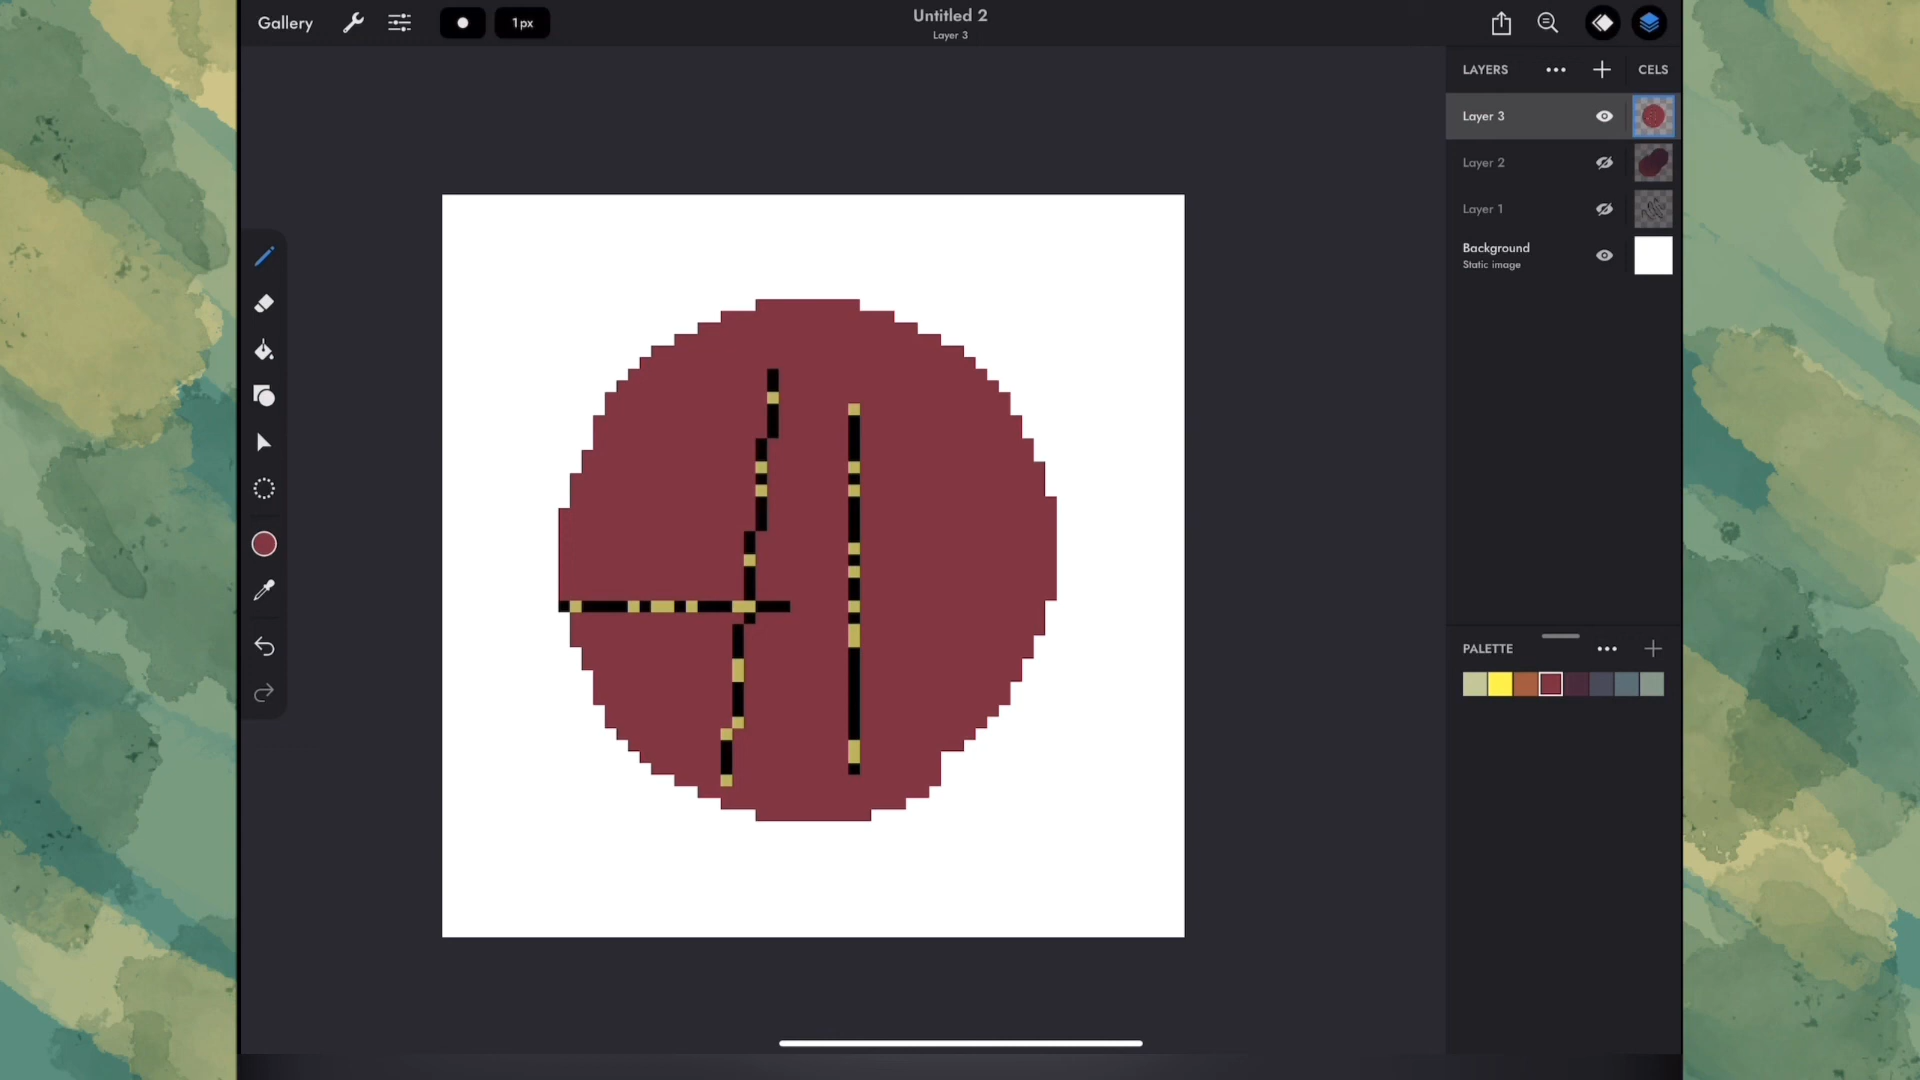 Gallery
1px
Untitled 2
Layer 3
LAYERS
CELS
Layer 3
Layer 2
Layer 1
Background
Static image
PALETTE